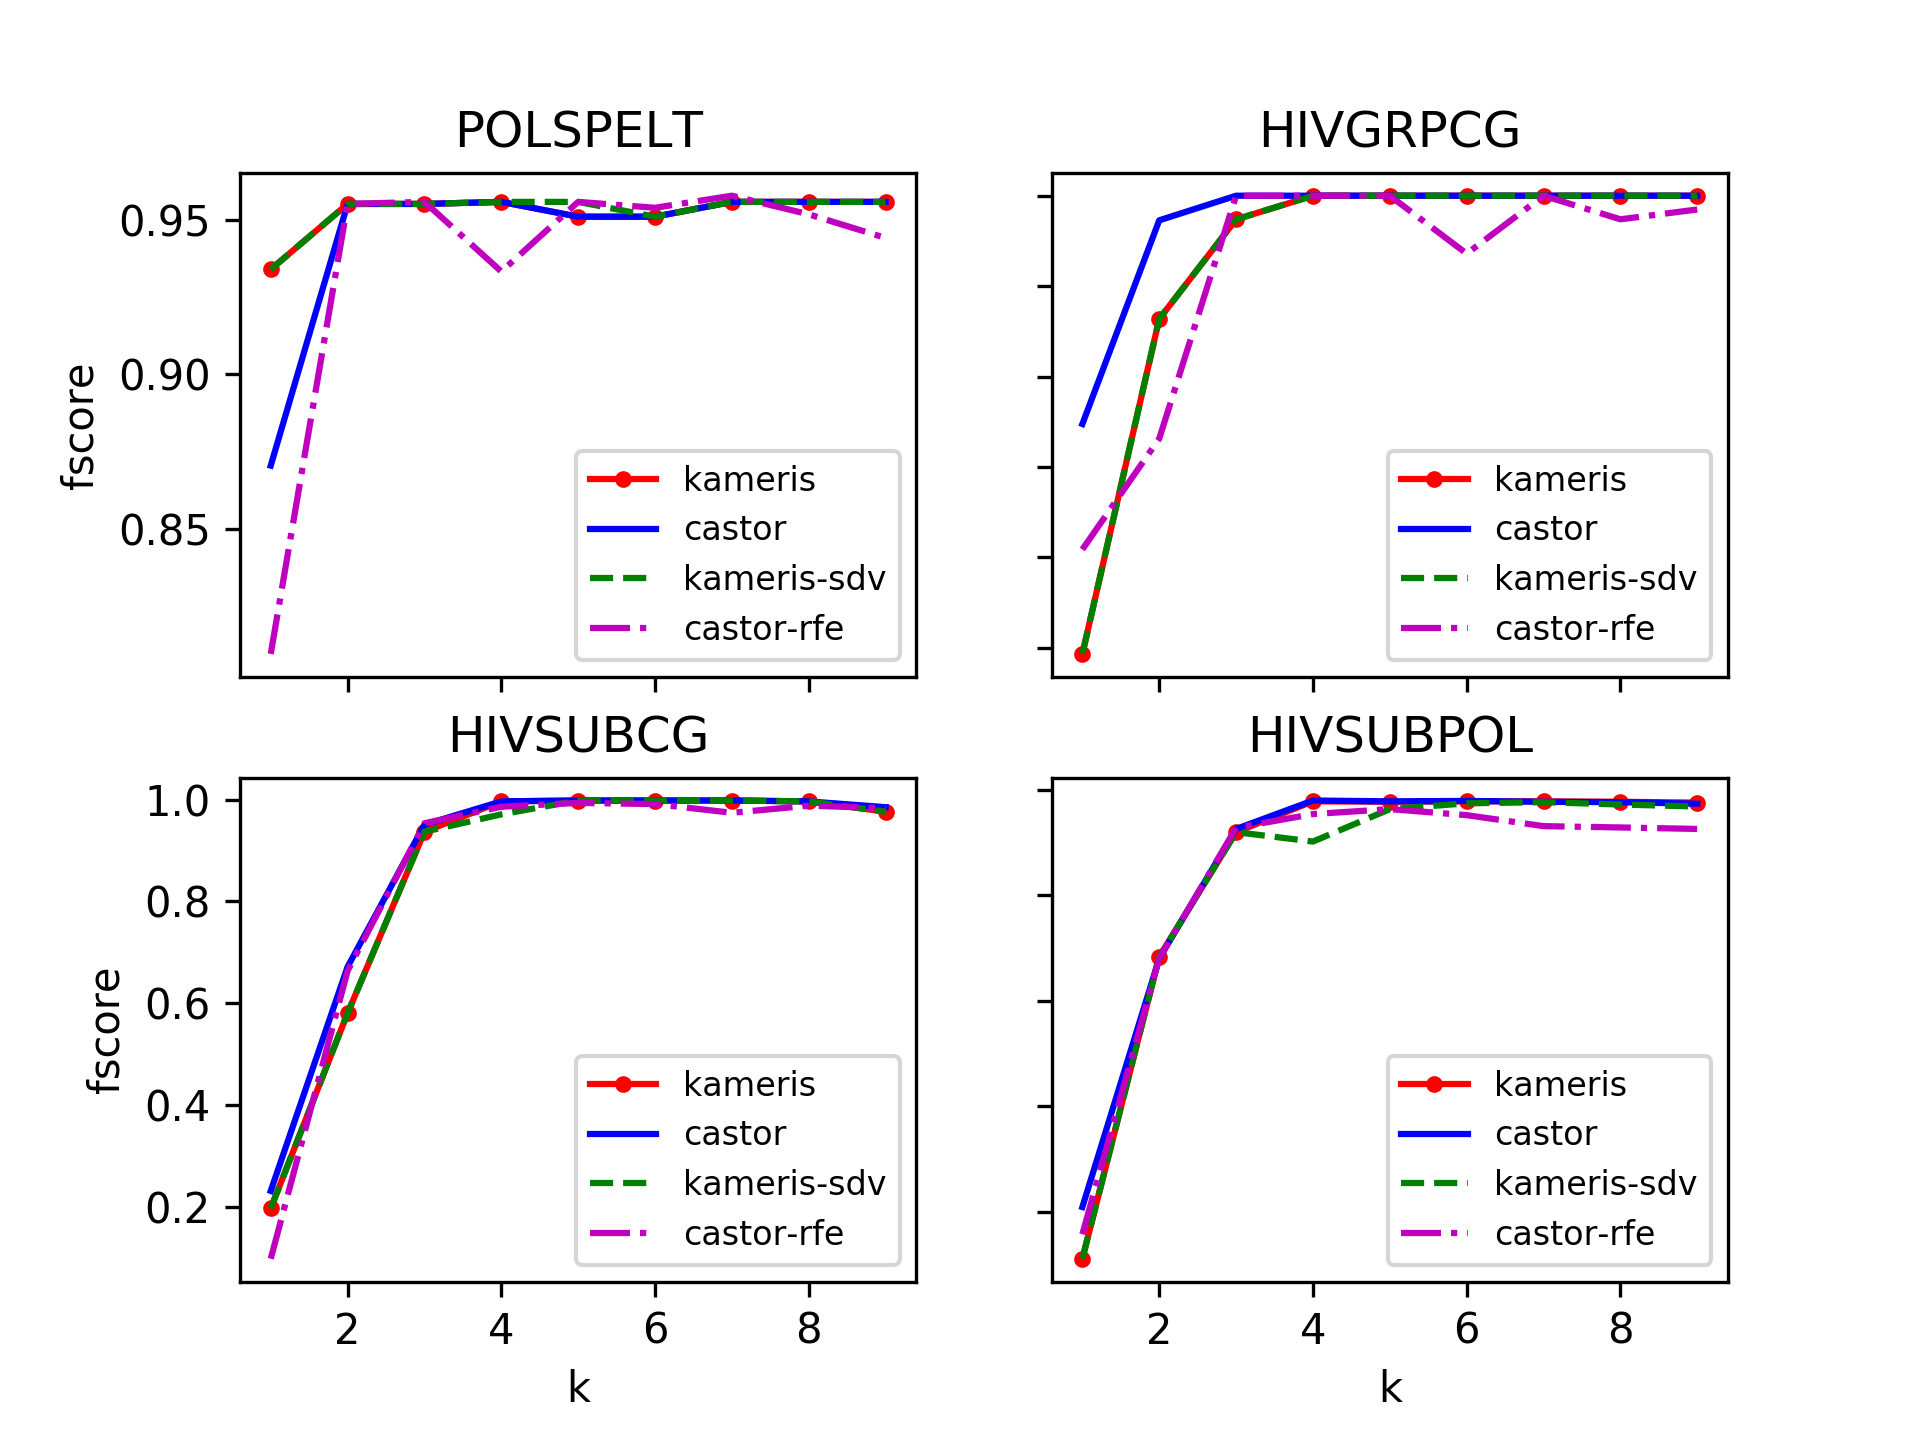 POLSPELT
fscore
0.95
0.90
0.85
kameris
castor
kameris-sdv
castor-rfe
HIVGRPCG
kameris
castor
kameris-sdv
castor-rfe
HIVSUBCG
fscore
1.0
0.8
0.6
0.4
0.2
kameris
castor
kameris-sdv
castor-rfe
2 4 6 8
k
HIVSUBPOL
kameris
castor
kameris-sdv
castor-rfe
2 4 6 8
k